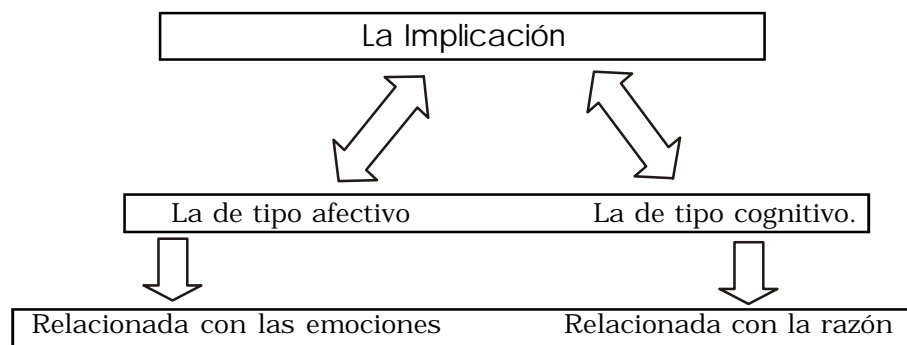 La Implicación
La de tipo afectivo La de tipo cognitivo.
Relacionada con las emociones Relacionada con la razón